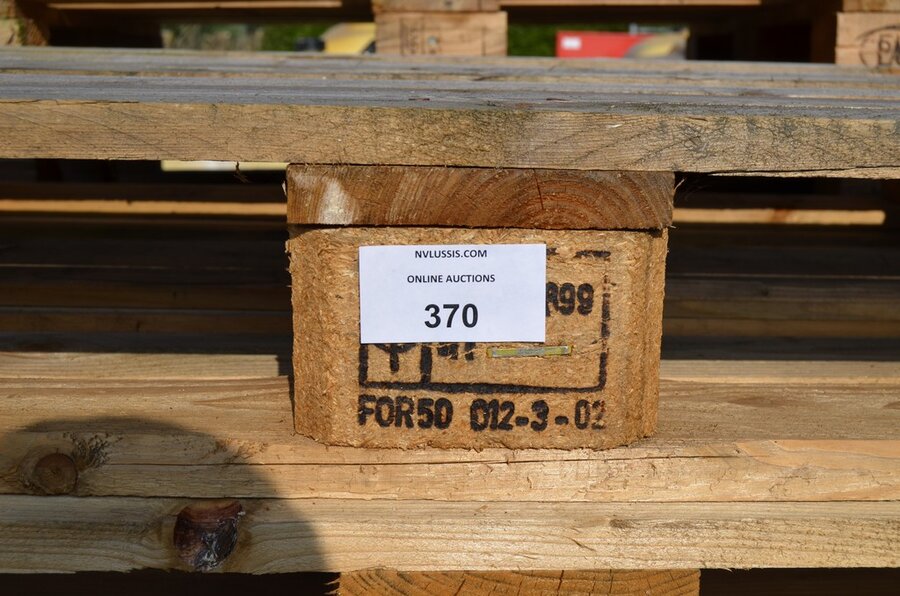 NVLUSSIS.COM
ONLINE AUCTIONS
370
R99
FOR50 012-3-02